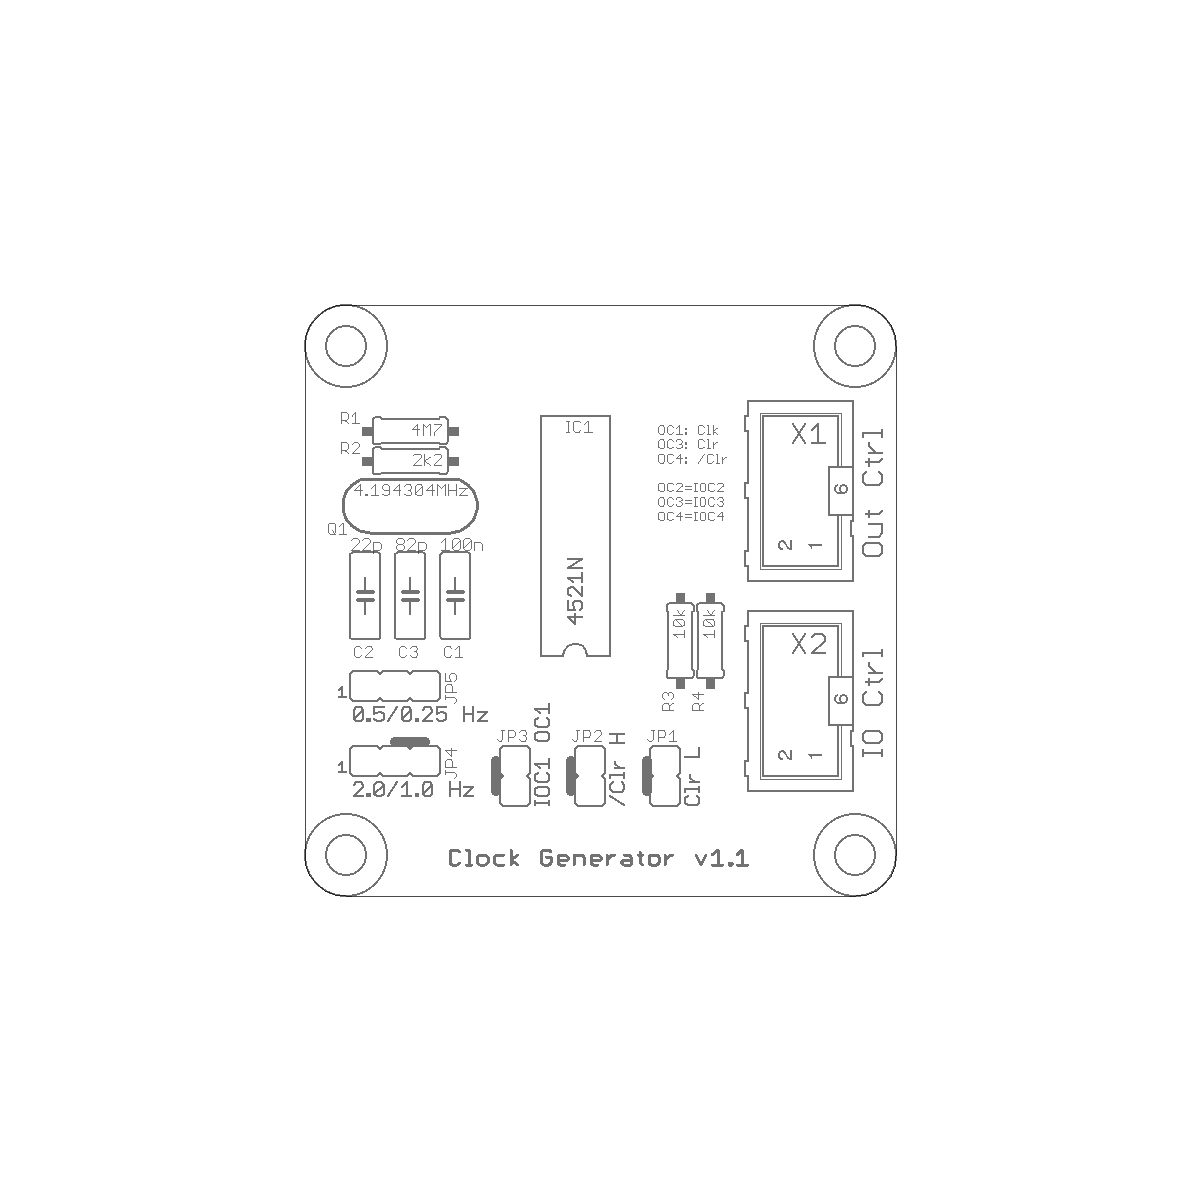 R1
4M7
R2
2k2
4.194304MHz
Q1
22p 82p 100n
C2 C3 C1
IC1
4521N
OC1: Clk
OC3: Clr
OC4: /Clr
OC2=IOC2
OC3=IOC3
OC4=IOC4
X1
6
2 1
Out Ctrl
10k 10k
R3 R4
X2
6
2 1
IO Ctrl
1
JP5
0.5/0.25 Hz
1
JP4
2.0/1.0 Hz
JP3
IOC1 OC1
JP2
/Clr H
JP1
Clr L
Clock Generator v1.1